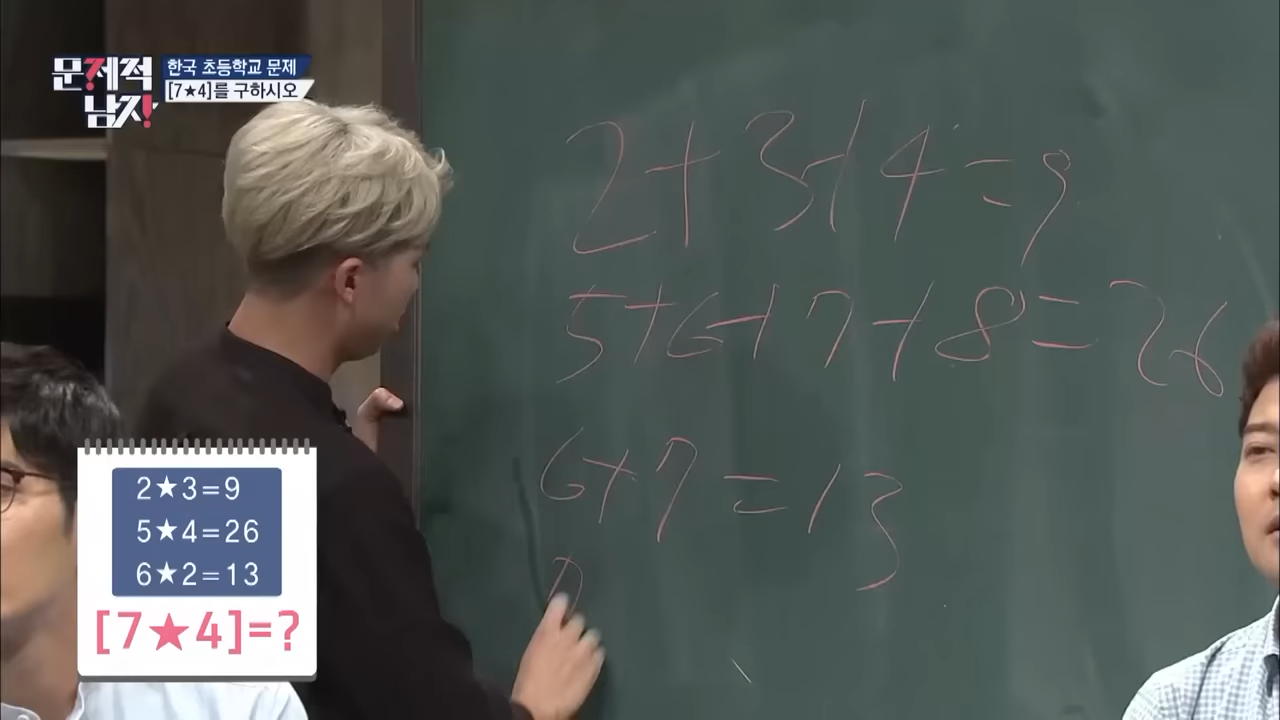 문제적
남자!
한국 초등학교 문제
[7★4]를 구하시오
2+3+4=9
5+6+7+8=26
6+7=13
2★3=9
5★4=26
6★2=13
[7★4]=?